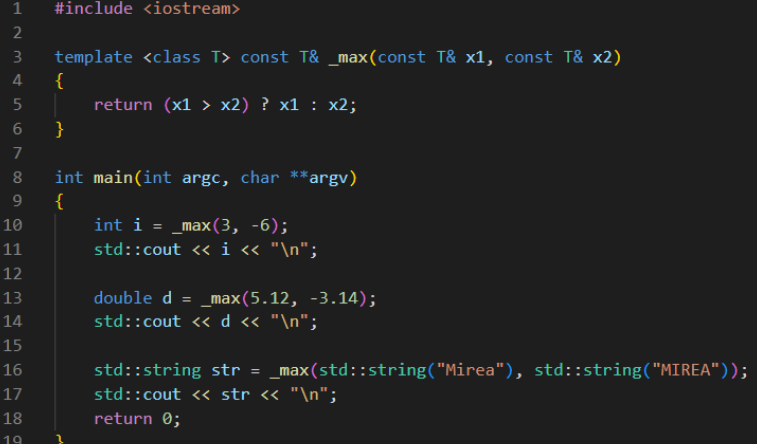 1 #include <iostream>
2
3 template <class T> const T& _max(const T& x1, const T& x2)
4 {
5     return (x1 > x2) ? x1 : x2;
6 }
7
8 int main(int argc, char **argv)
9 {
10     int i = _max(3, -6);
11     std::cout << i << "\n";
12
13     double d = _max(5.12, -3.14);
14     std::cout << d << "\n";
15
16     std::string str = _max(std::string("Mirea"), std::string("MIREA"));
17     std::cout << str << "\n";
18     return 0;
19 }